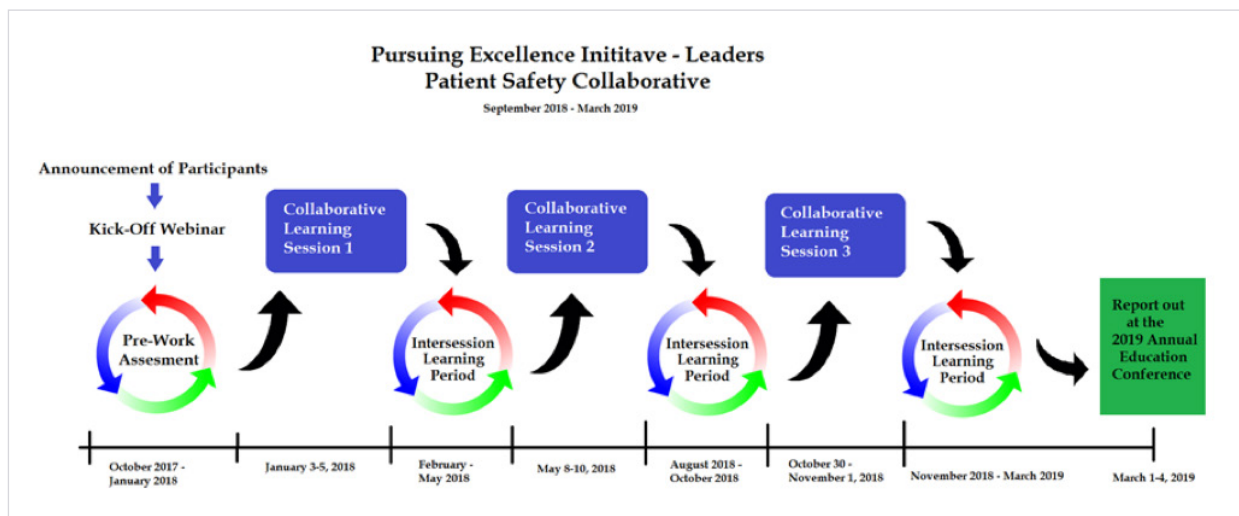 Pursuing Excellence Inititave - Leaders
Patient Safety Collaborative
September 2018 - March 2019
Announcement of Participants
Kick-Off Webinar
Pre-Work
Assesment
Collaborative
Learning
Session 1
Intersession
Learning
Period
Collaborative
Learning
Session 2
Intersession
Learning
Period
Collaborative
Learning
Session 3
Intersession
Learning
Period
Report out
at the
2019 Annual
Education
Conference
October 2017 -
January 2018
January 3-5, 2018
February -
May 2018
May 8-10, 2018
August 2018 -
October 2018
October 30 -
November 1, 2018
November 2018 - March 2019
March 1-4, 2019